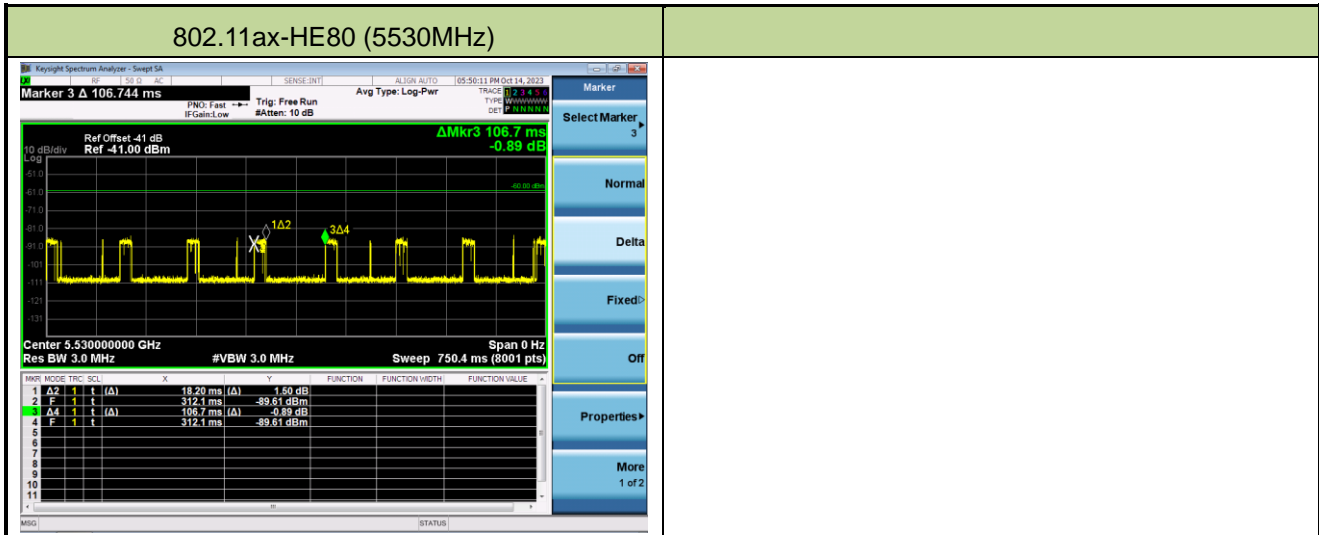 802.11ax-HE80 (5530MHz)
Keysight Spectrum Analyzer - Swept SA
RF 50 Ω AC SENSE:INT ALIGN AUTO 05:50:11 PM Oct 14, 2023
Marker 3 Δ 106.744 ms
PNO: Fast
IFGain:Low
Trig: Free Run
#Atten: 10 dB
Avg Type: Log-Pwr
TRACE 1 2 3 4 5 6
TYPE WWWWWW
DET P N N N N N
Ref Offset -41 dB
Ref -41.00 dBm
10 dB/div
Log
ΔMkr3 106.7 ms
-0.89 dB
-51.0
-61.0
-71.0
-81.0
-91.0
-101
-111
-121
-131
-60.00 dBm
1Δ2
3Δ4
Center 5.530000000 GHz
Res BW 3.0 MHz
#VBW 3.0 MHz
Span 0 Hz
Sweep 750.4 ms (8001 pts)
MKR MODE TRC SCL X Y FUNCTION FUNCTION WIDTH FUNCTION VALUE
1 Δ2 1 t (Δ) 18.20 ms (Δ) 1.50 dB
2 F 1 t 312.1 ms -89.61 dBm
3 Δ4 1 t (Δ) 106.7 ms (Δ) -0.89 dB
4 F 1 t 312.1 ms -89.61 dBm
5
6
7
8
9
10
11
MSG STATUS
Marker
Select Marker
3
Normal
Delta
Fixed
Off
Properties
More
1 of 2